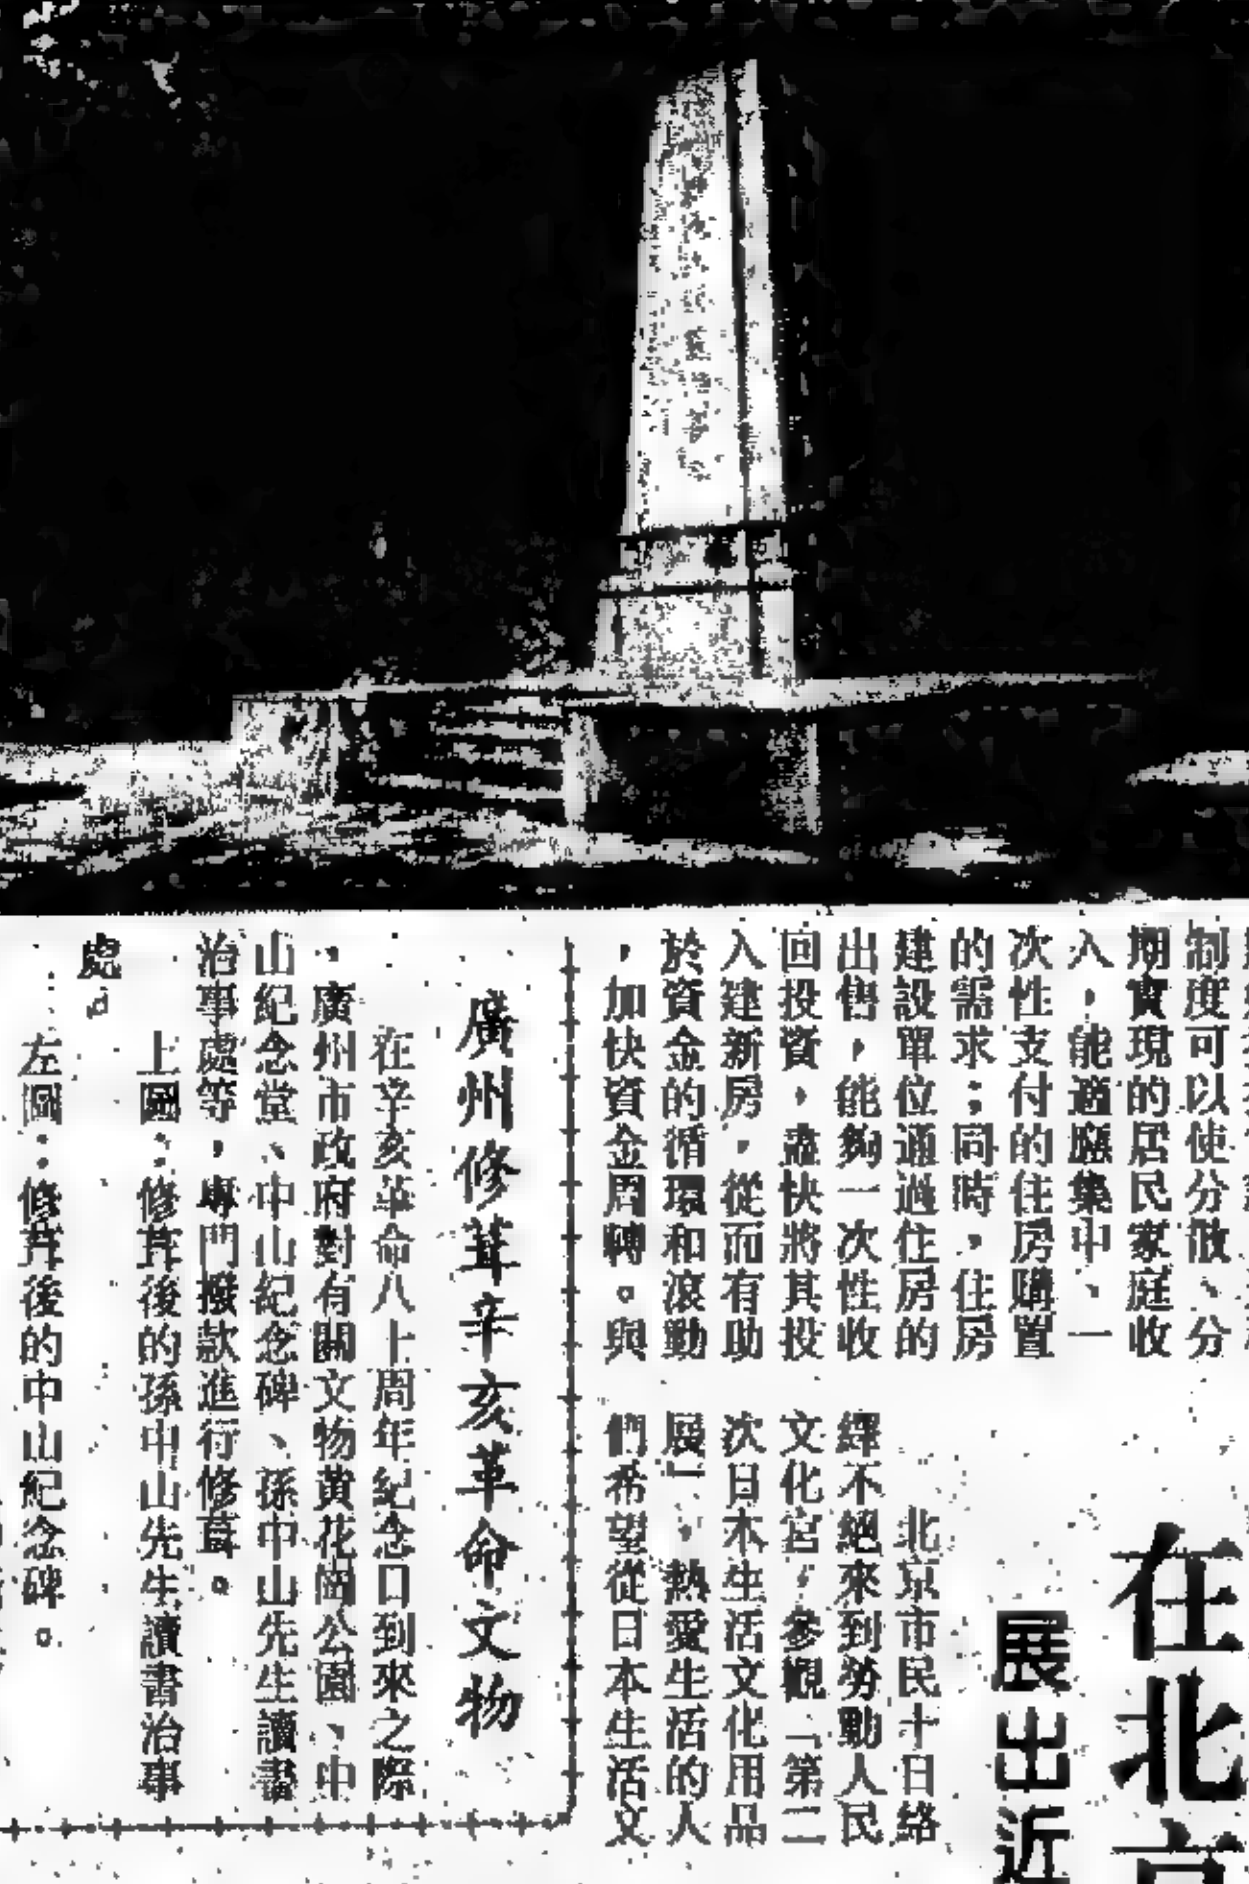 制度可以使分散、分
期實現的居民家庭收
入，能適應集中、一
次性支付的住房購置
的需求；同時，住房
建設單位通過住房的
出售，能夠一次性收
回投資，盡快將其投
入建新房，從而有助
於資金的循環和滾動
，加快資金周轉。與
在北京
展出近
北京市民十日絡
繹不絕來到勞動人民
文化宮，參觀「第二
次日本生活文化用品
展」，熱愛生活的人
們希望從日本生活文
廣州修葺辛亥革命文物
在辛亥革命八十周年紀念日到來之際
，廣州市政府對有關文物黃花崗公園、中
山紀念堂、中山紀念碑、孫中山先生讀書
治事處等，專門撥款進行修葺。
上圖：修葺後的孫中山先生讀書治事
處。
左圖：修葺後的中山紀念碑。